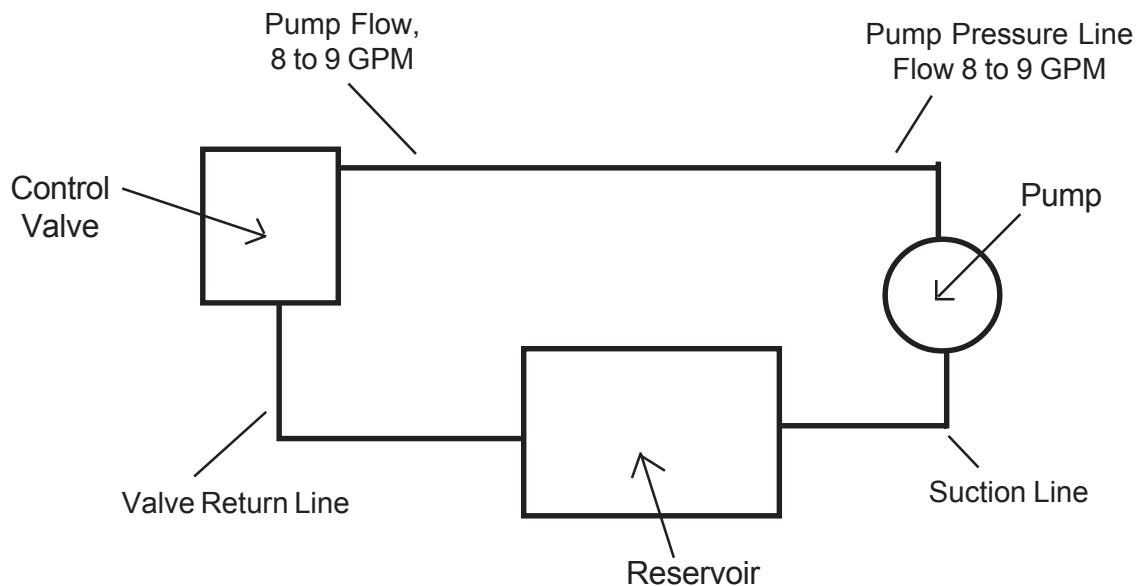 Pump Flow,
8 to 9 GPM
Pump Pressure Line
Flow 8 to 9 GPM
Control
Valve
Pump
Valve Return Line
Suction Line
Reservoir